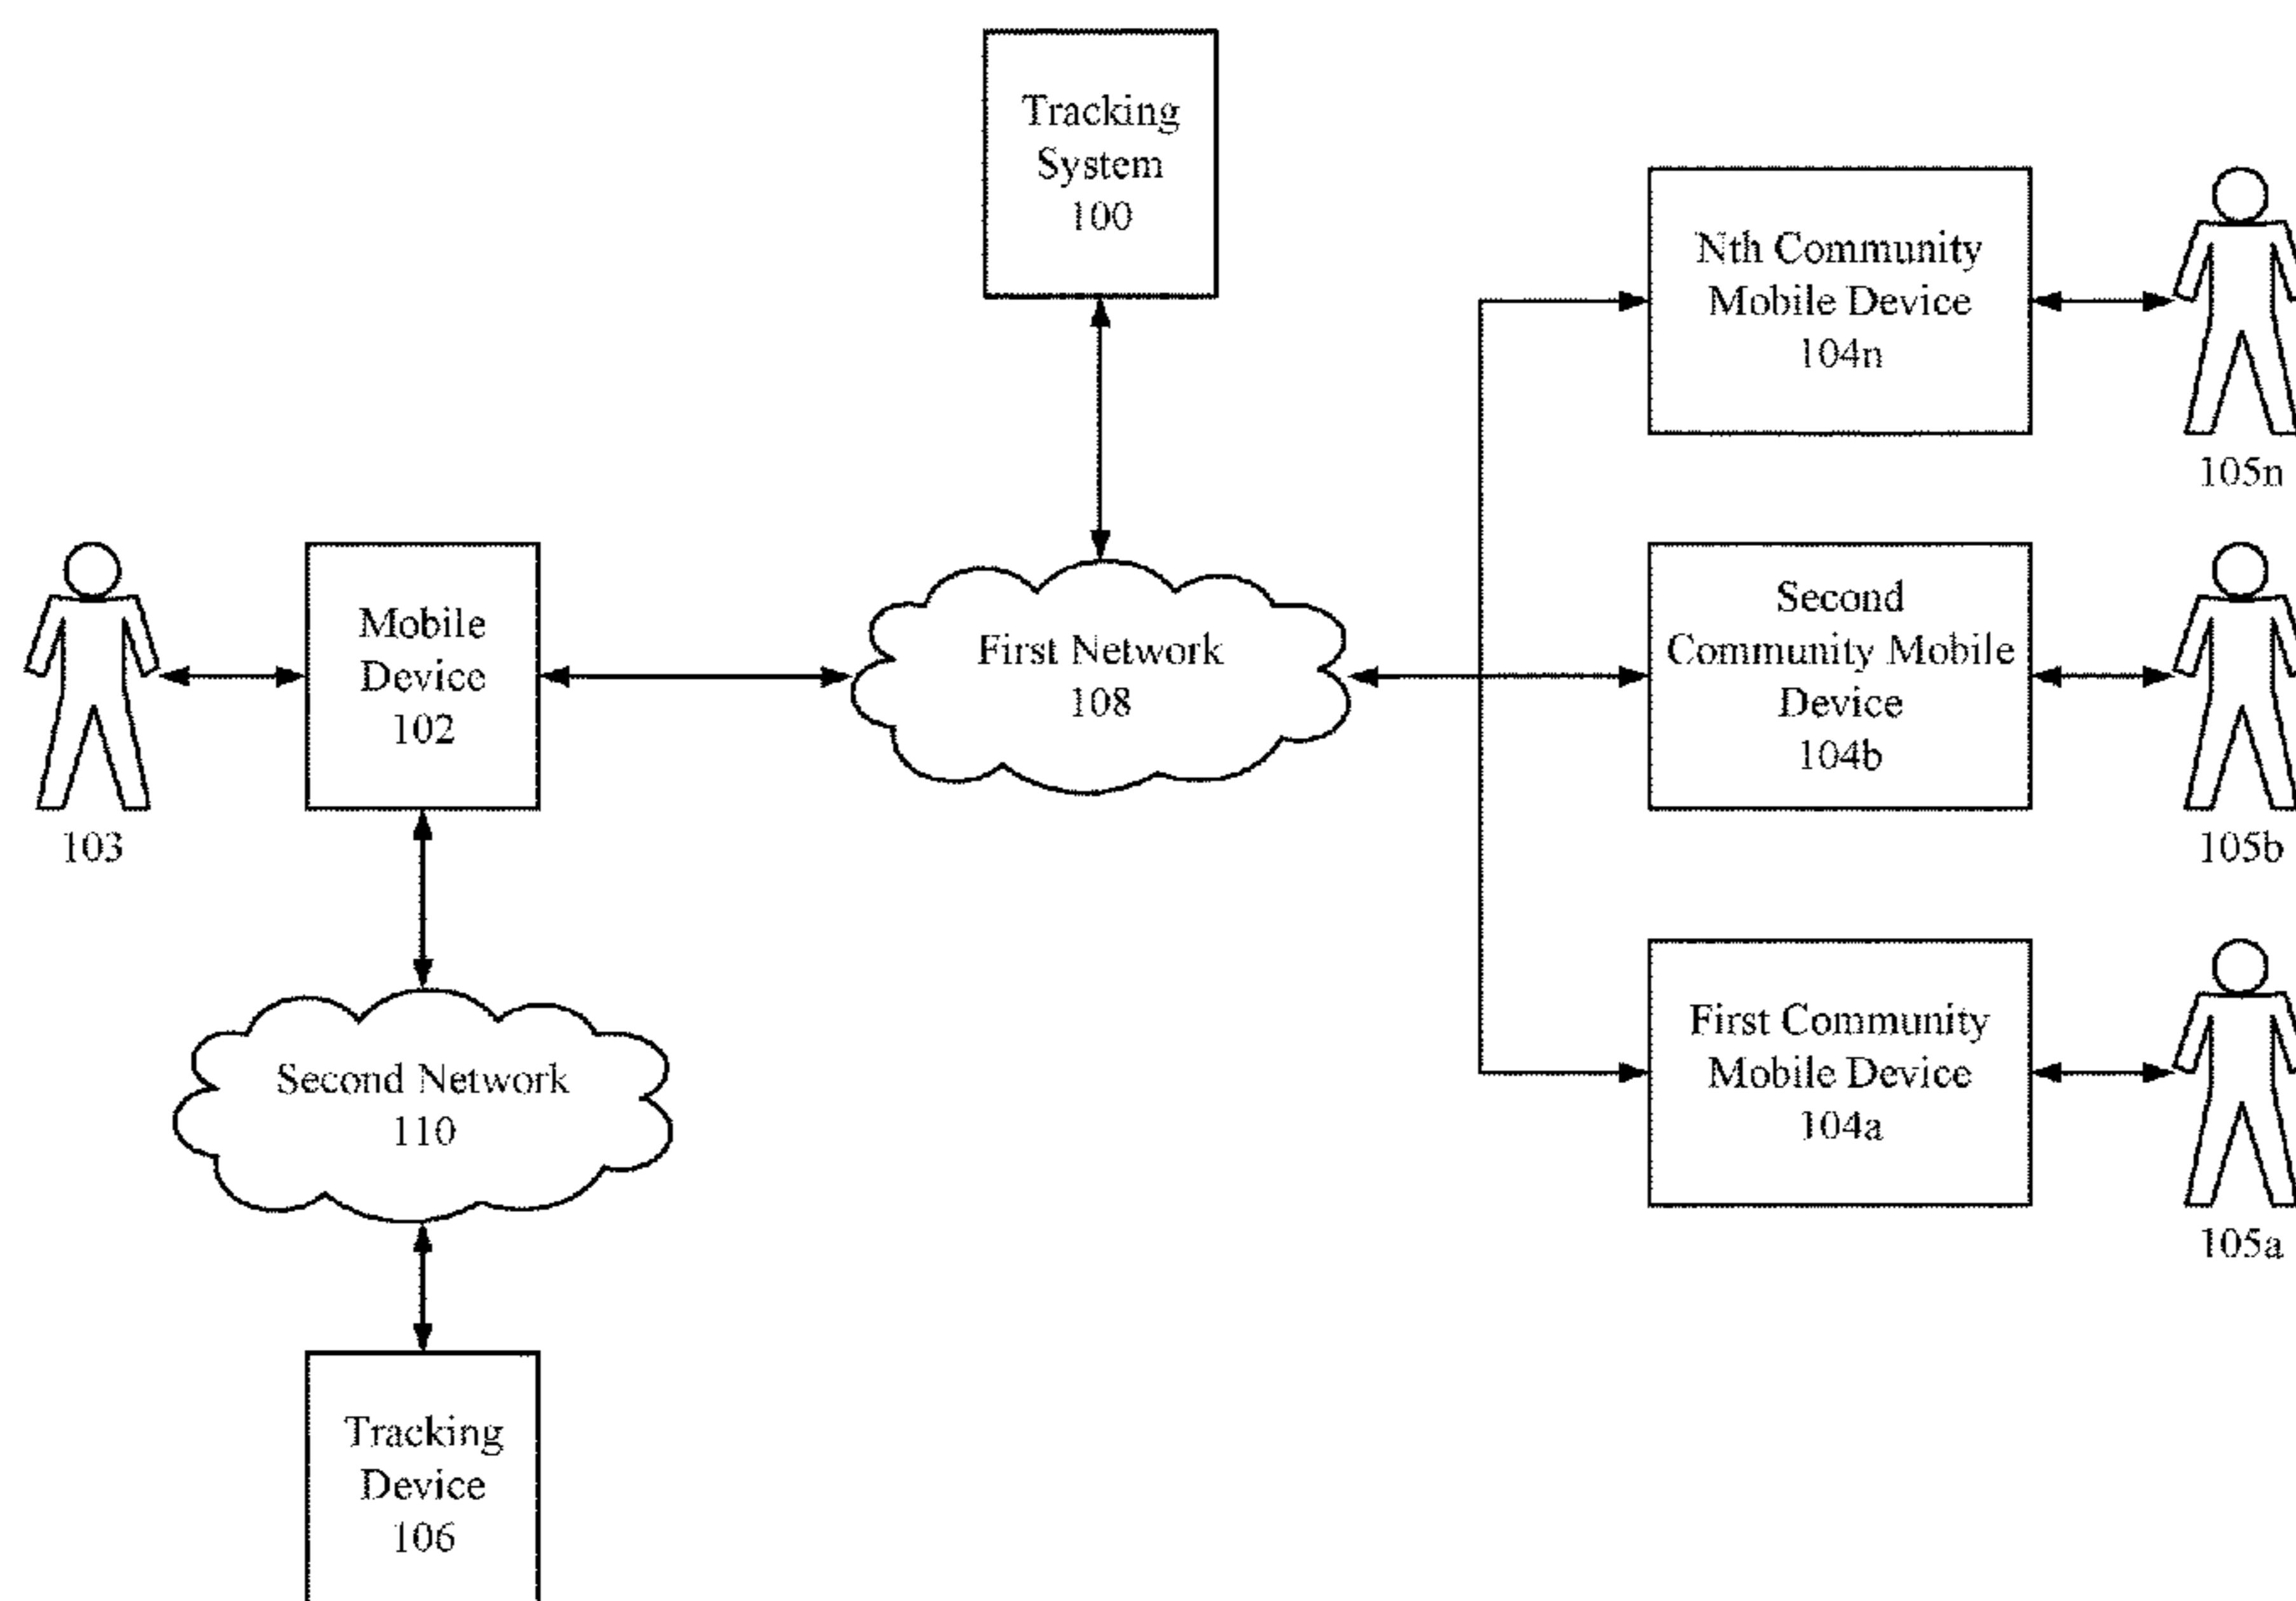 Tracking
System
100
Nth Community
Mobile Device
104n
105n
Mobile
Device
102
103
First Network
108
Second
Community Mobile
Device
104b
105b
Second Network
110
First Community
Mobile Device
104a
105a
Tracking
Device
106